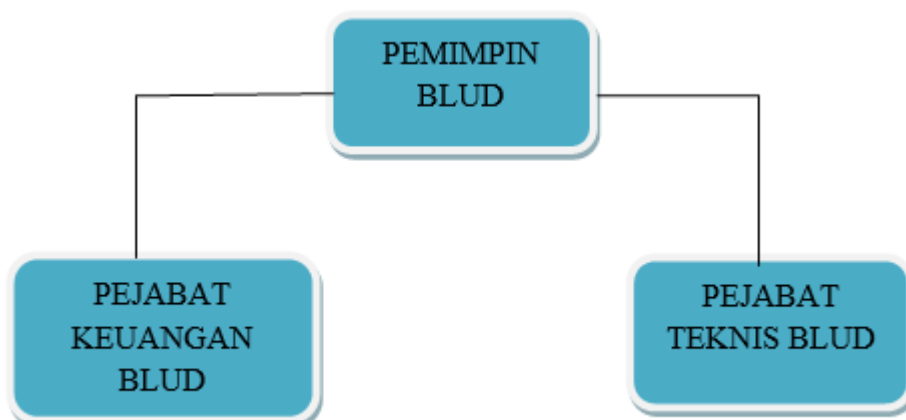 PEMIMPIN
BLUD
PEJABAT
KEUANGAN
BLUD
PEJABAT
TEKNIS BLUD